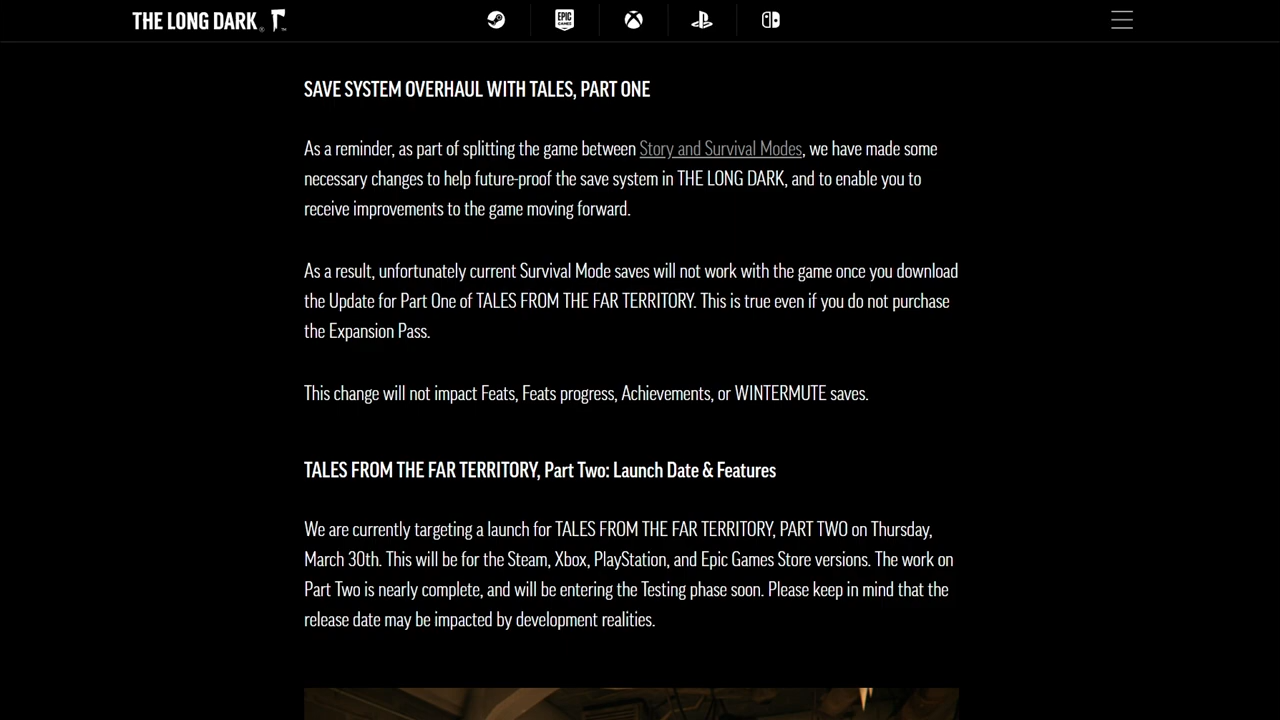 THE LONG DARK
EPIC GAMES
SAVE SYSTEM OVERHAUL WITH TALES, PART ONE
As a reminder, as part of splitting the game between Story and Survival Modes, we have made some
necessary changes to help future-proof the save system in THE LONG DARK, and to enable you to
receive improvements to the game moving forward.
As a result, unfortunately current Survival Mode saves will not work with the game once you download
the Update for Part One of TALES FROM THE FAR TERRITORY. This is true even if you do not purchase
the Expansion Pass.
This change will not impact Feats, Feats progress, Achievements, or WINTERMUTE saves.
TALES FROM THE FAR TERRITORY, Part Two: Launch Date & Features
We are currently targeting a launch for TALES FROM THE FAR TERRITORY, PART TWO on Thursday,
March 30th. This will be for the Steam, Xbox, PlayStation, and Epic Games Store versions. The work on
Part Two is nearly complete, and will be entering the Testing phase soon. Please keep in mind that the
release date may be impacted by development realities.